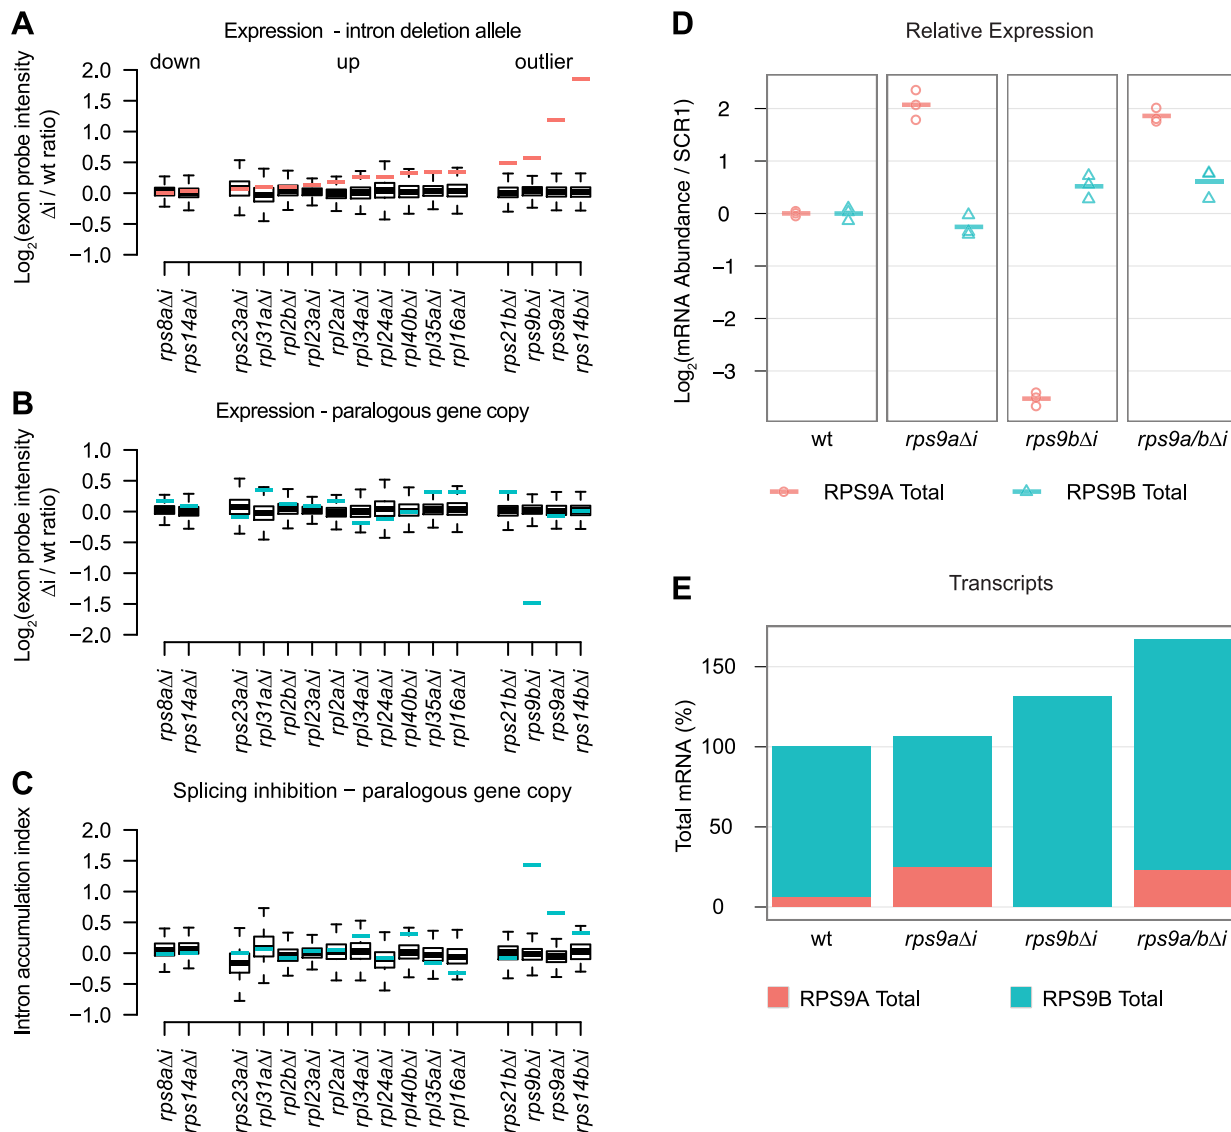 A
Expression - intron deletion allele
down up outlier
Log2(exon probe intensity
Δi / wt ratio)
2.0
1.5
1.0
0.5
0.0
−0.5
−1.0
rps8aΔi
rps14aΔi
rps23aΔi
rpl31aΔi
rpl2bΔi
rpl23aΔi
rpl2aΔi
rpl34aΔi
rpl24aΔi
rpl40bΔi
rpl35aΔi
rpl16aΔi
rps21bΔi
rps9bΔi
rps9aΔi
rps14bΔi
B
Expression - paralogous gene copy
Log2(exon probe intensity
Δi / wt ratio)
1.0
0.5
0.0
−0.5
−1.0
−1.5
−2.0
rps8aΔi
rps14aΔi
rps23aΔi
rpl31aΔi
rpl2bΔi
rpl23aΔi
rpl2aΔi
rpl34aΔi
rpl24aΔi
rpl40bΔi
rpl35aΔi
rpl16aΔi
rps21bΔi
rps9bΔi
rps9aΔi
rps14bΔi
C
Splicing inhibition − paralogous gene copy
Intron accumulation index
2.0
1.5
1.0
0.5
0.0
−0.5
−1.0
rps8aΔi
rps14aΔi
rps23aΔi
rpl31aΔi
rpl2bΔi
rpl23aΔi
rpl2aΔi
rpl34aΔi
rpl24aΔi
rpl40bΔi
rpl35aΔi
rpl16aΔi
rps21bΔi
rps9bΔi
rps9aΔi
rps14bΔi
D
Relative Expression
Log2(mRNA Abundance / SCR1)
2
1
0
−1
−2
−3
wt rps9aΔi rps9bΔi rps9a/bΔi
RPS9A Total RPS9B Total
E
Transcripts
Total mRNA (%)
150
100
50
0
wt rps9aΔi rps9bΔi rps9a/bΔi
RPS9A Total RPS9B Total